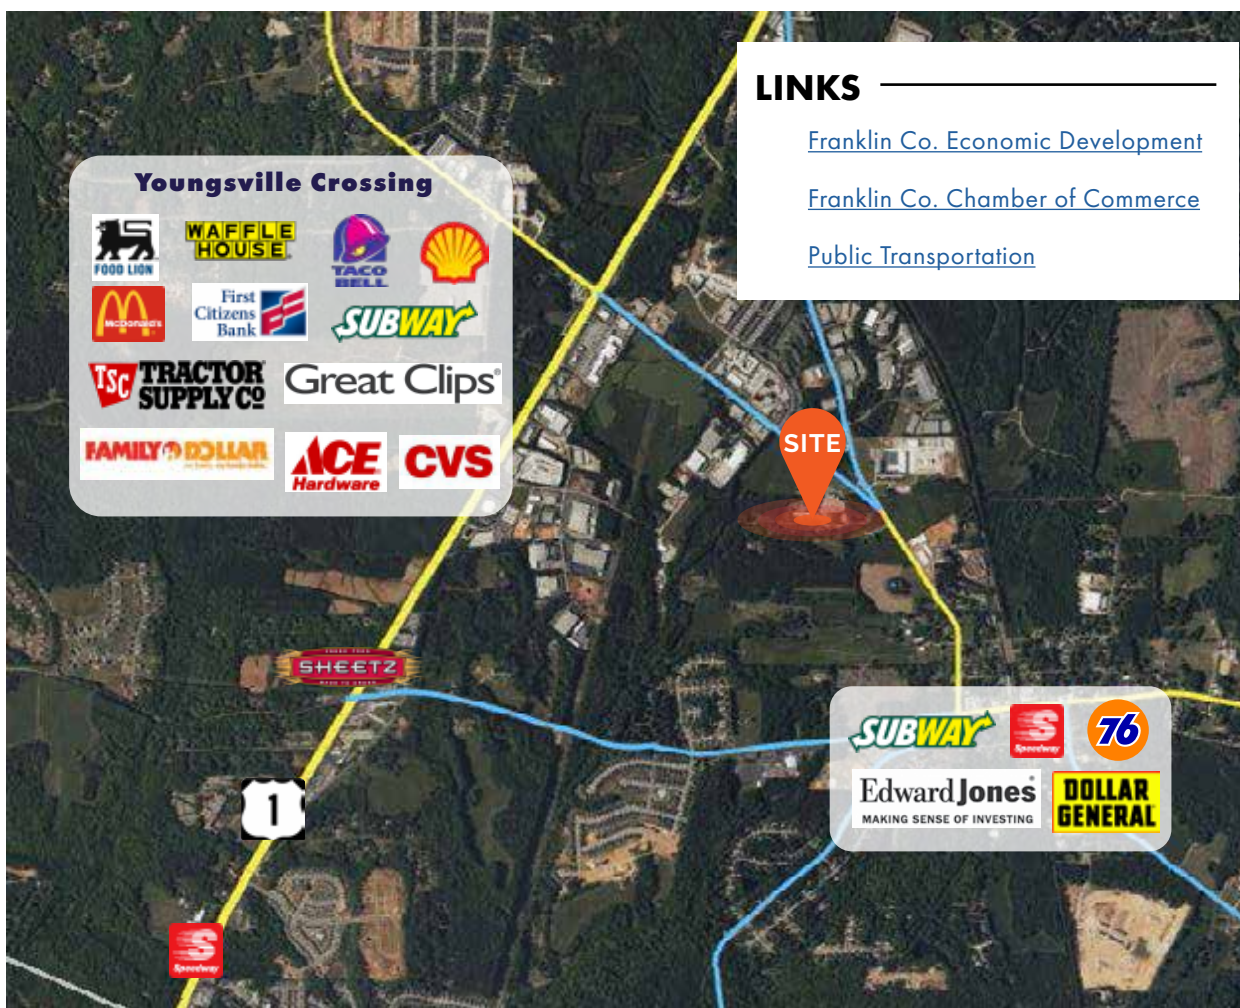 LINKS
Franklin Co. Economic Development
Franklin Co. Chamber of Commerce
Public Transportation
Youngsville Crossing
FOOD LION
WAFFLE
HOUSE
TACO
BELL
McDonald's
First
Citizens
Bank
SUBWAY
TSC TRACTOR
SUPPLY CO
Great Clips
FAMILY DOLLAR
ACE
Hardware
CVS
SITE
SHEETZ
1
SUBWAY
Speedway
76
Edward Jones
MAKING SENSE OF INVESTING
DOLLAR
GENERAL
S
Speedway